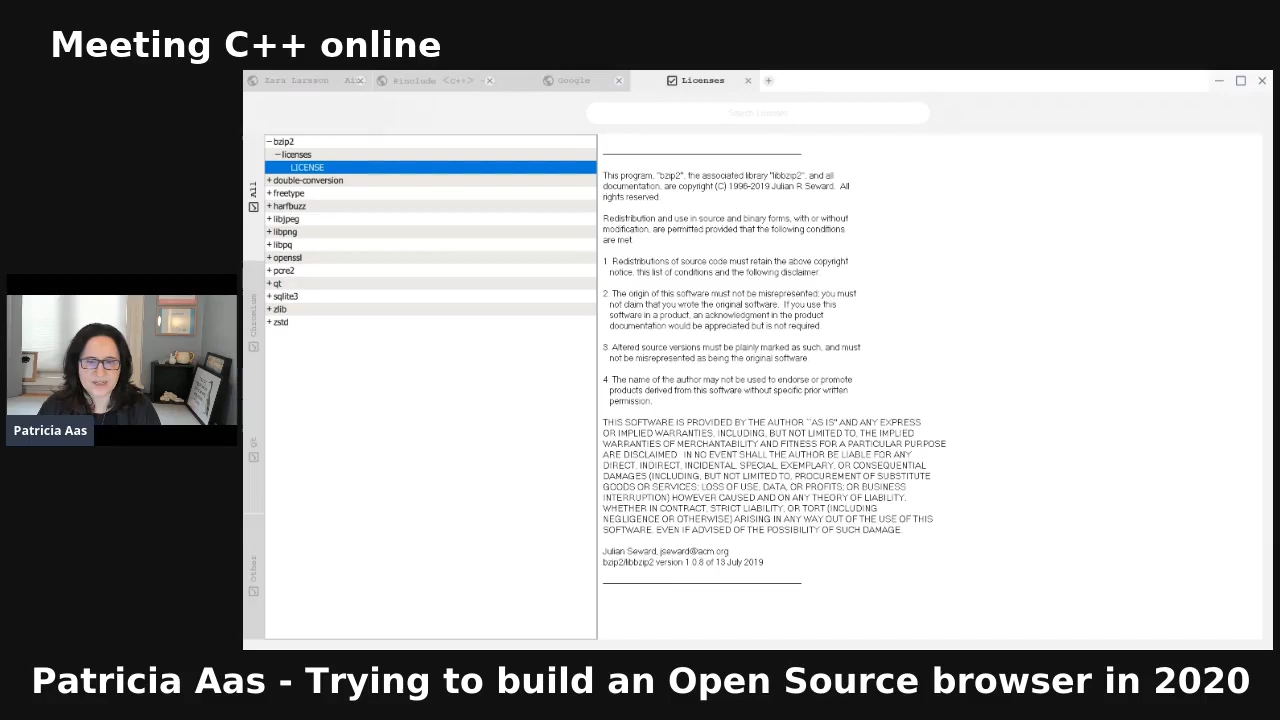 Meeting C++ online
Zara Larsson
#include <C++>
Google
Licenses
Search Licenses
All
Chromium
Qt
Other
bzip2
licenses
LICENSE
double-conversion
freetype
harfbuzz
libjpeg
libpng
libpq
openssl
pcre2
qt
sqlite3
zlib
zstd
This program, "bzip2", the associated library "libbzip2", and all
documentation, are copyright (C) 1996-2019 Julian R Seward. All
rights reserved.
Redistribution and use in source and binary forms, with or without
modification, are permitted provided that the following conditions
are met:
1. Redistributions of source code must retain the above copyright
notice, this list of conditions and the following disclaimer.
2. The origin of this software must not be misrepresented; you must
not claim that you wrote the original software. If you use this
software in a product, an acknowledgment in the product
documentation would be appreciated but is not required.
3. Altered source versions must be plainly marked as such, and must
not be misrepresented as being the original software.
4. The name of the author may not be used to endorse or promote
products derived from this software without specific prior written
permission.
THIS SOFTWARE IS PROVIDED BY THE AUTHOR ``AS IS'' AND ANY EXPRESS
OR IMPLIED WARRANTIES, INCLUDING, BUT NOT LIMITED TO, THE IMPLIED
WARRANTIES OF MERCHANTABILITY AND FITNESS FOR A PARTICULAR PURPOSE
ARE DISCLAIMED. IN NO EVENT SHALL THE AUTHOR BE LIABLE FOR ANY
DIRECT, INDIRECT, INCIDENTAL, SPECIAL, EXEMPLARY, OR CONSEQUENTIAL
DAMAGES (INCLUDING, BUT NOT LIMITED TO, PROCUREMENT OF SUBSTITUTE
GOODS OR SERVICES; LOSS OF USE, DATA, OR PROFITS; OR BUSINESS
INTERRUPTION) HOWEVER CAUSED AND ON ANY THEORY OF LIABILITY,
WHETHER IN CONTRACT, STRICT LIABILITY, OR TORT (INCLUDING
NEGLIGENCE OR OTHERWISE) ARISING IN ANY WAY OUT OF THE USE OF THIS
SOFTWARE, EVEN IF ADVISED OF THE POSSIBILITY OF SUCH DAMAGE.
Julian Seward, jseward@acm.org
bzip2/libbzip2 version 1.0.8 of 13 July 2019
Patricia Aas
Patricia Aas - Trying to build an Open Source browser in 2020